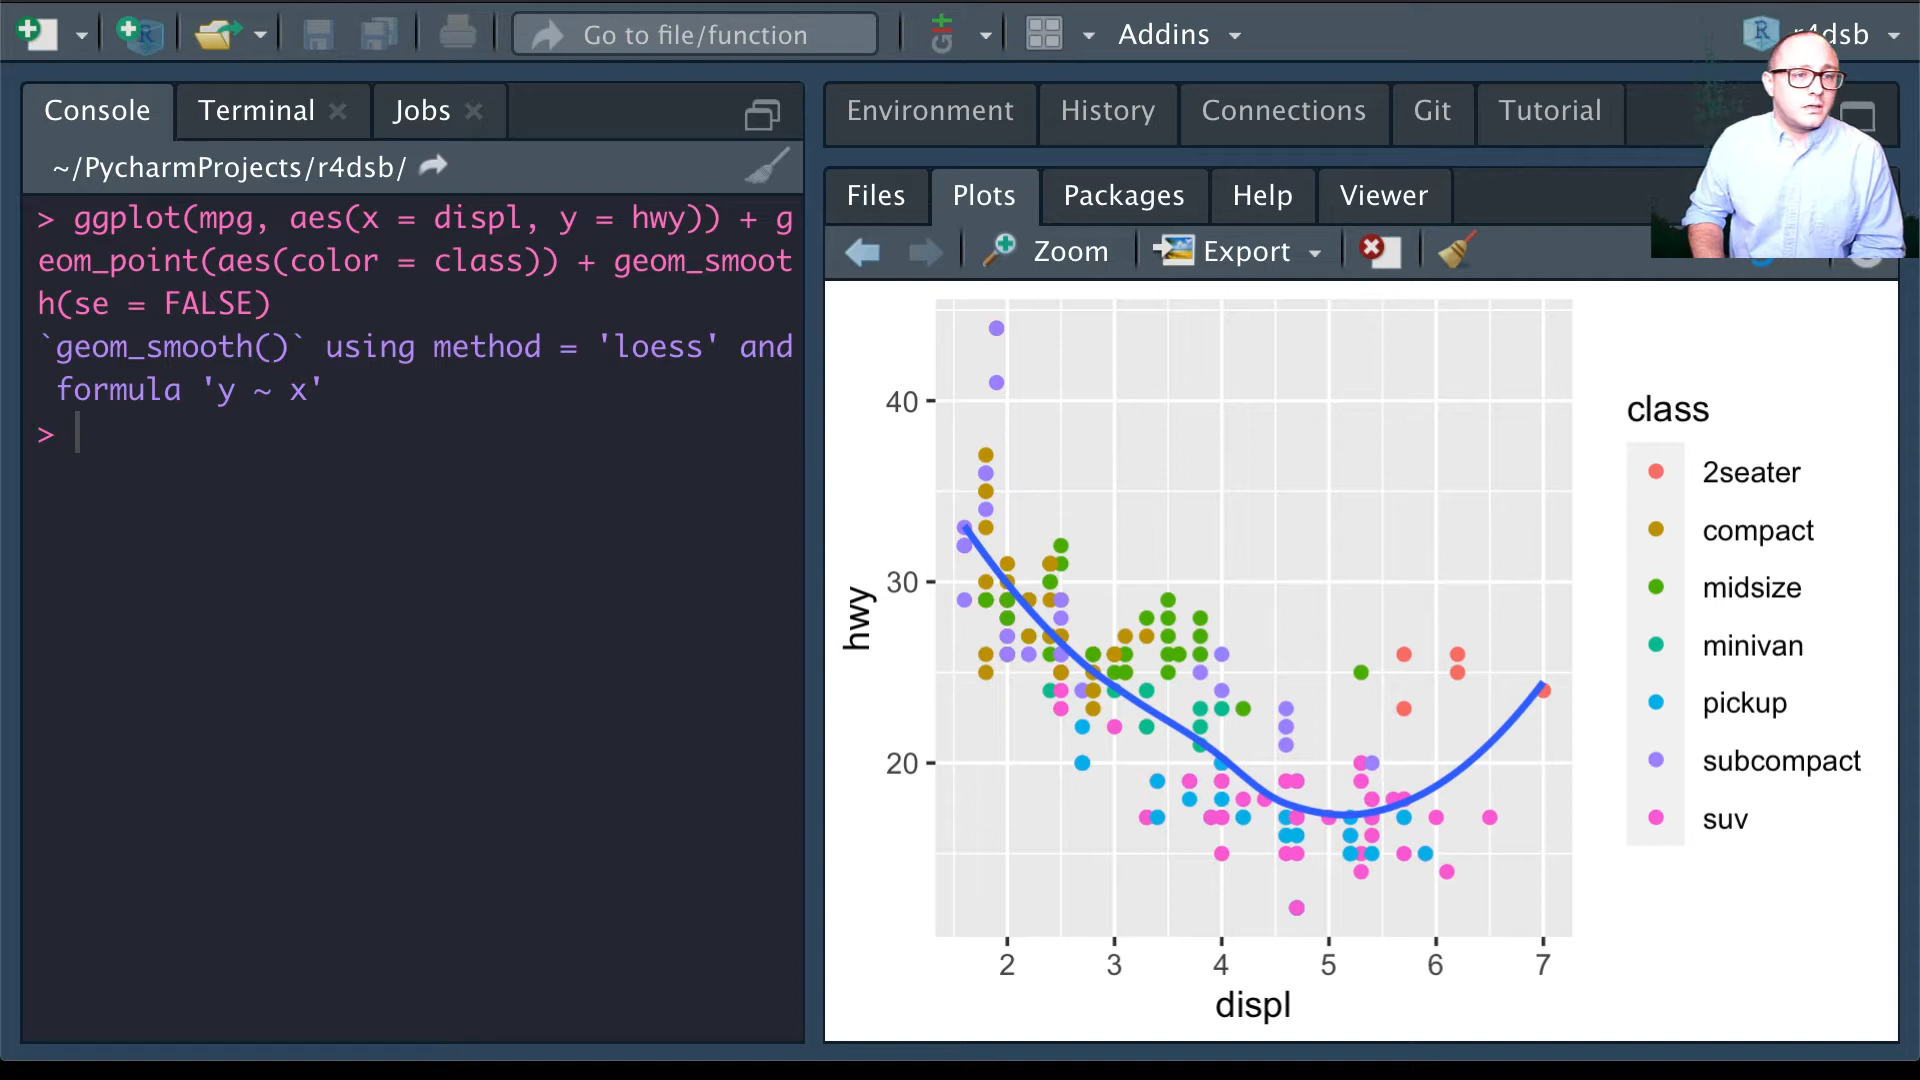 Go to file/function
Git
Addins
r4dsb
Console
Terminal
Jobs
~/PycharmProjects/r4dsb/
> ggplot(mpg, aes(x = displ, y = hwy)) + g
eom_point(aes(color = class)) + geom_smoot
h(se = FALSE)
`geom_smooth()` using method = 'loess' and
formula 'y ~ x'
>
Environment
History
Connections
Git
Tutorial
Files
Plots
Packages
Help
Viewer
Zoom
Export
40
30
20
hwy
2
3
4
5
6
7
displ
class
2seater
compact
midsize
minivan
pickup
subcompact
suv